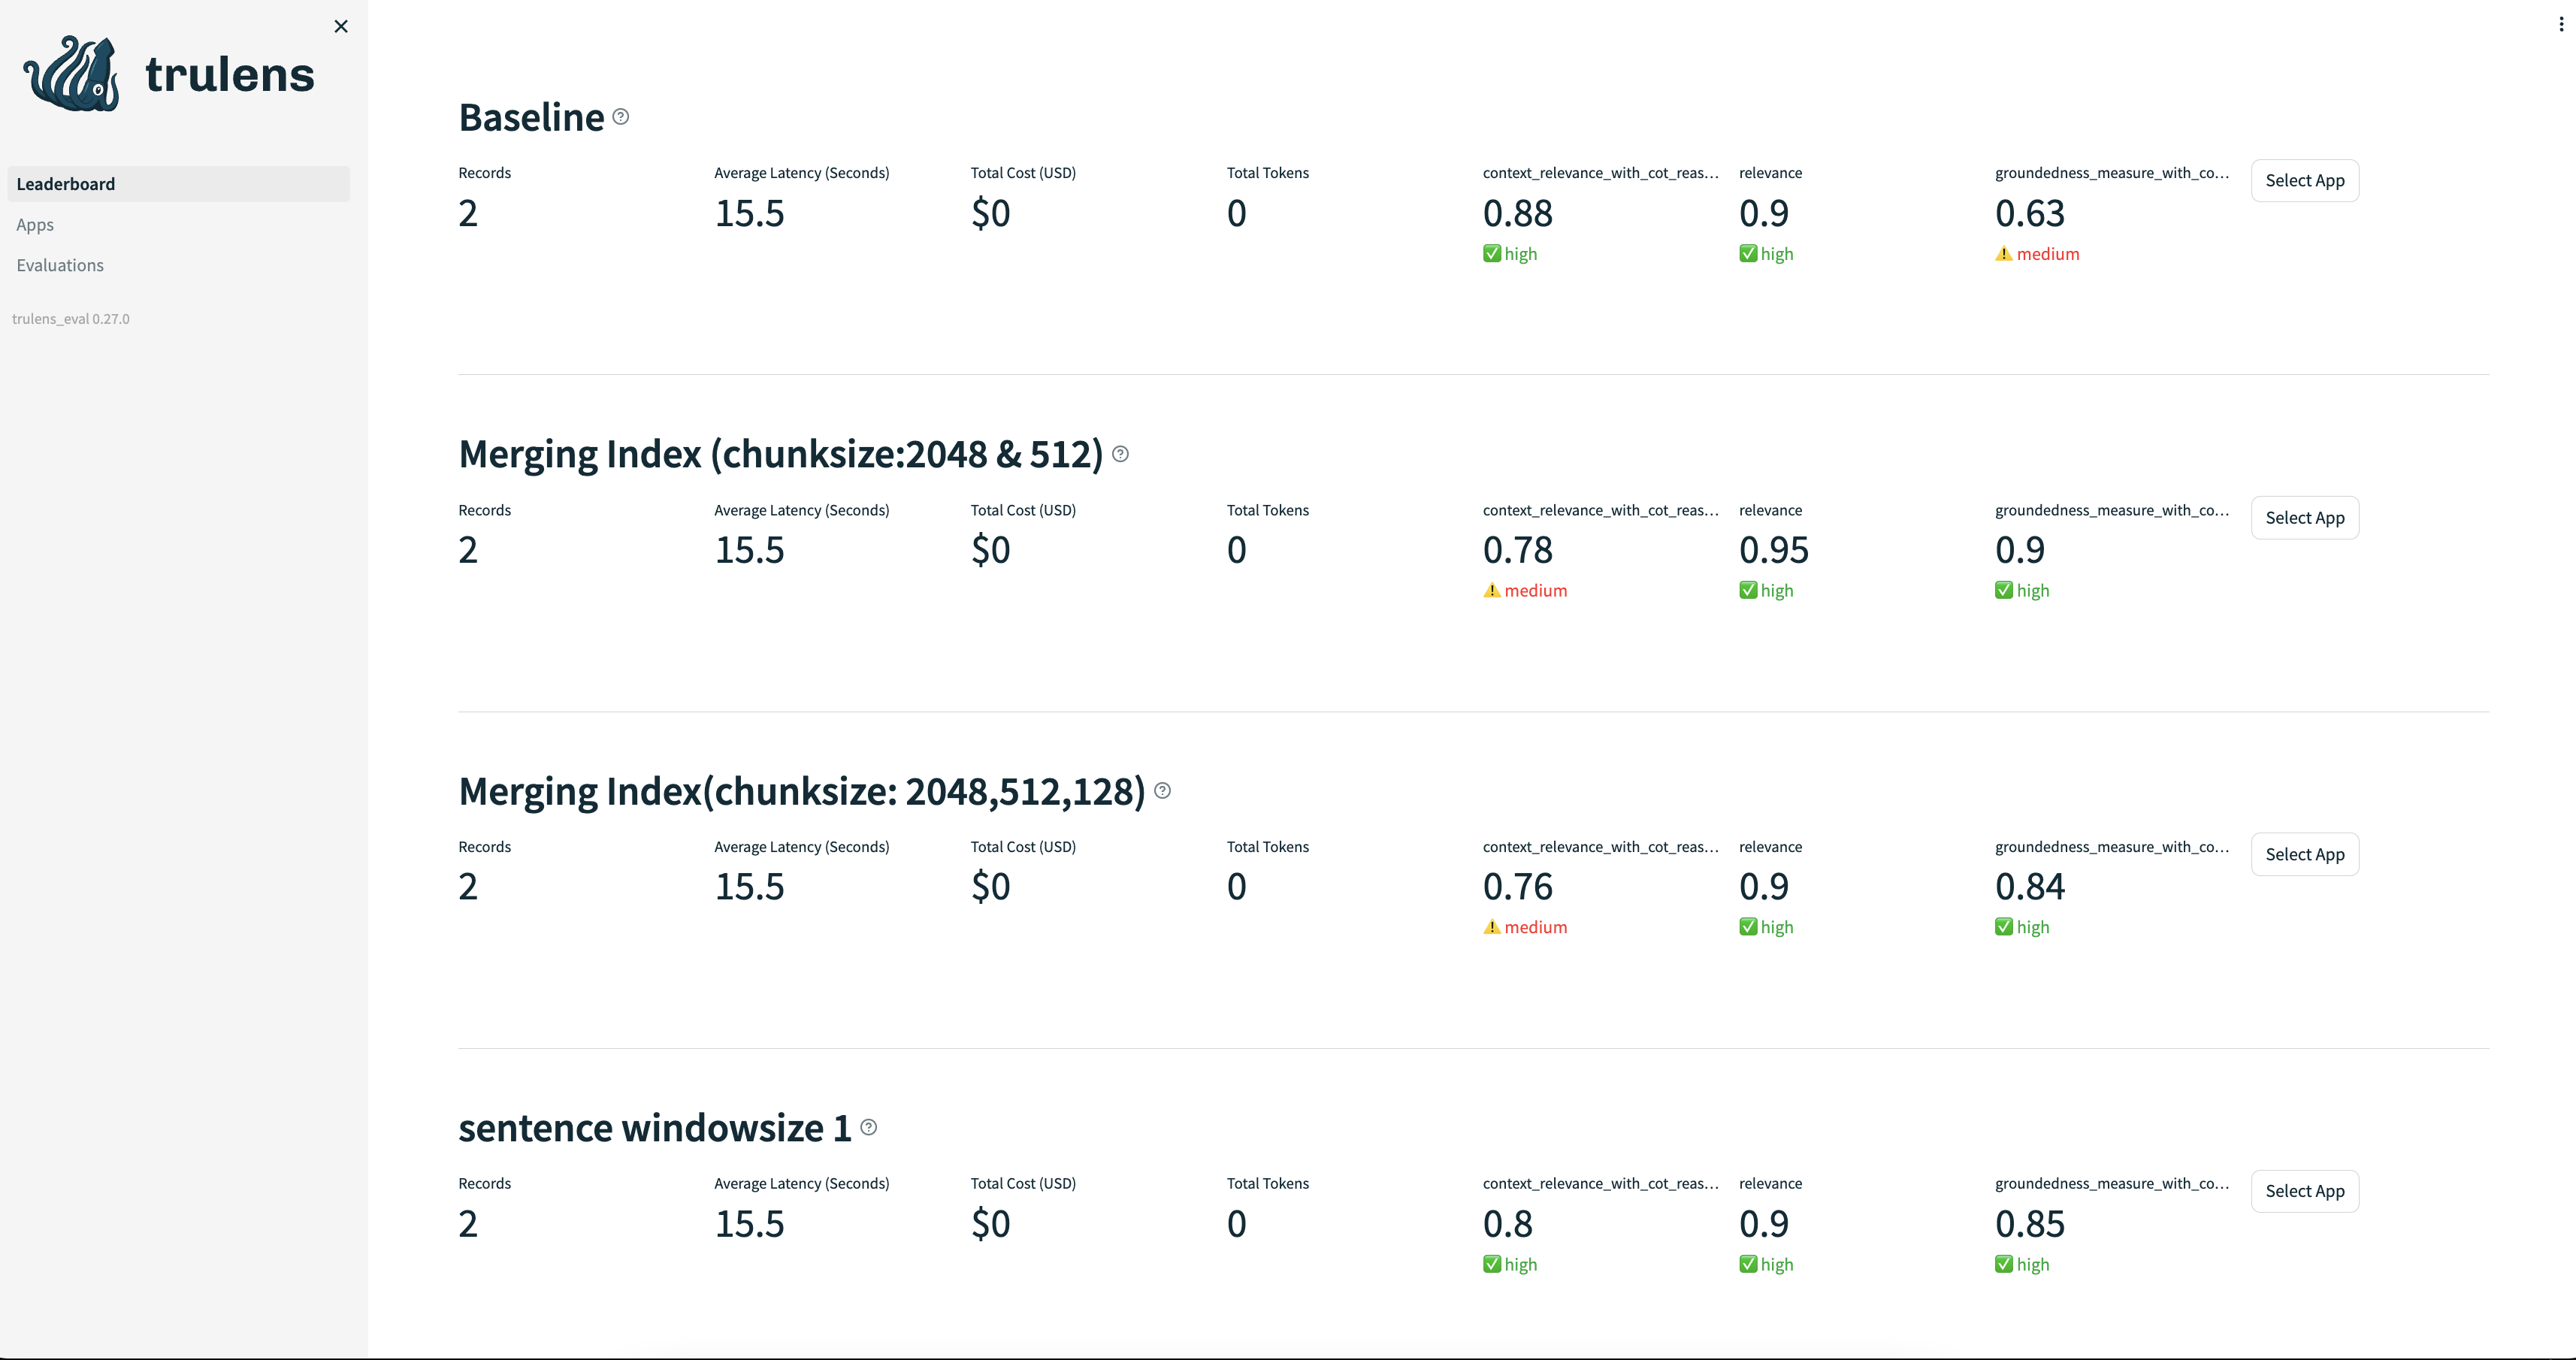 trulens
Leaderboard
Apps
Evaluations
trulens_eval 0.27.0
Baseline
Records Average Latency (Seconds) Total Cost (USD) Total Tokens context_relevance_with_cot_reas... relevance groundedness_measure_with_co... Select App
2 15.5 $0 0 0.88 0.9 0.63
high high medium
Merging Index (chunksize:2048 & 512)
Records Average Latency (Seconds) Total Cost (USD) Total Tokens context_relevance_with_cot_reas... relevance groundedness_measure_with_co... Select App
2 15.5 $0 0 0.78 0.95 0.9
medium high high
Merging Index(chunksize: 2048,512,128)
Records Average Latency (Seconds) Total Cost (USD) Total Tokens context_relevance_with_cot_reas... relevance groundedness_measure_with_co... Select App
2 15.5 $0 0 0.76 0.9 0.84
medium high high
sentence windowsize 1
Records Average Latency (Seconds) Total Cost (USD) Total Tokens context_relevance_with_cot_reas... relevance groundedness_measure_with_co... Select App
2 15.5 $0 0 0.8 0.9 0.85
high high high